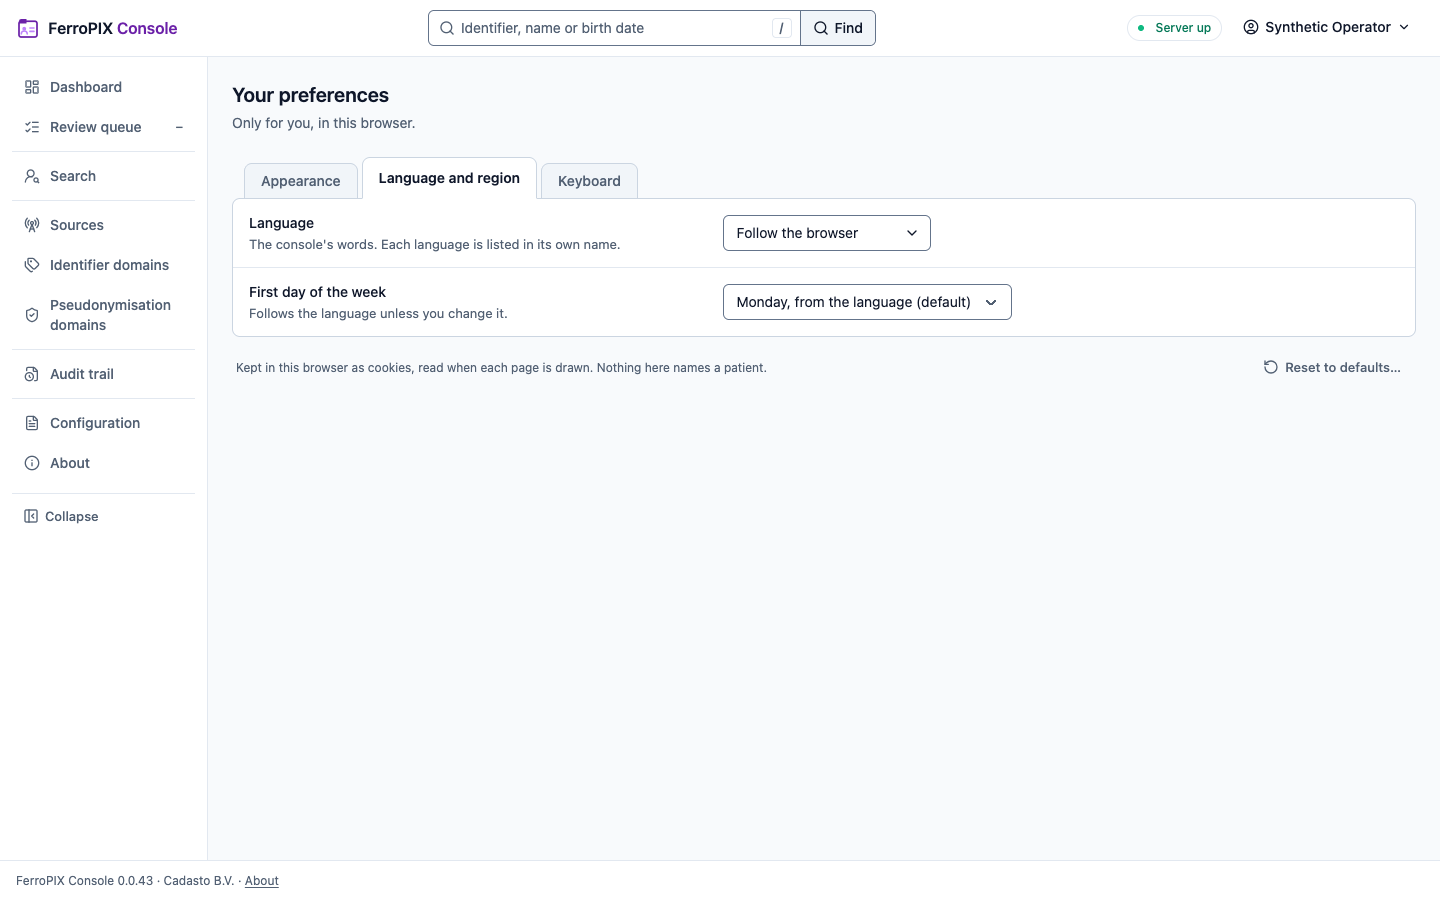 FerroPIX Console
Identifier, name or birth date
/
Find
Server up
Synthetic Operator
Dashboard
Review queue
–
Search
Sources
Identifier domains
Pseudonymisation
domains
Audit trail
Configuration
About
Collapse
Your preferences
Only for you, in this browser.
Appearance
Language and region
Keyboard
Language
The console's words. Each language is listed in its own name.
Follow the browser
First day of the week
Follows the language unless you change it.
Monday, from the language (default)
Kept in this browser as cookies, read when each page is drawn. Nothing here names a patient.
Reset to defaults...
FerroPIX Console 0.0.43 · Cadasto B.V. · About